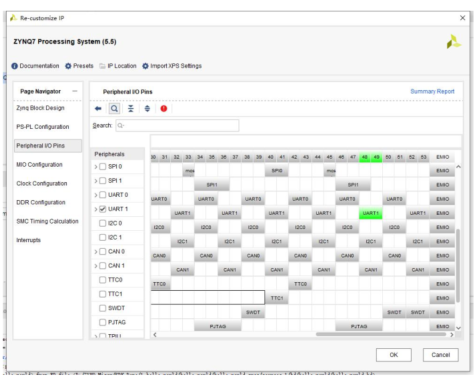 Re-customize IP
ZYNQ7 Processing System (5.5)
Documentation Presets IP Location Import XPS Settings
Page Navigator
Zynq Block Design
PS-PL Configuration
Peripheral I/O Pins
MIO Configuration
Clock Configuration
DDR Configuration
SMC Timing Calculation
Interrupts
Peripheral I/O Pins
Summary Report
Search:
Peripherals
30 31 32 33 34 35 36 37 38 39 40 41 42 43 44 45 46 47 48 49 50 51 52 53 EMIO
SPI 0 mos SPI0 mos EMIO
SPI 1 SPI1 SPI1 EMIO
UART 0 UART0 UART0 UART0 UART0 UART0 UART0 EMIO
UART 1 UART1 UART1 UART1 UART1 UART1 EMIO
I2C 0 I2C0 I2C0 I2C0 I2C0 I2C0 I2C0 EMIO
I2C 1 I2C1 I2C1 I2C1 I2C1 I2C1 EMIO
CAN 0 CAN0 CAN0 CAN0 CAN0 CAN0 CAN0 EMIO
CAN 1 CAN1 CAN1 CAN1 CAN1 CAN1 EMIO
TTC0 TTC0 TTC0 EMIO
TTC1 TTC1 EMIO
SWDT SWDT SWDT SWDT EMIO
PJTAG PJTAG PJTAG EMIO
TPIU
OK Cancel